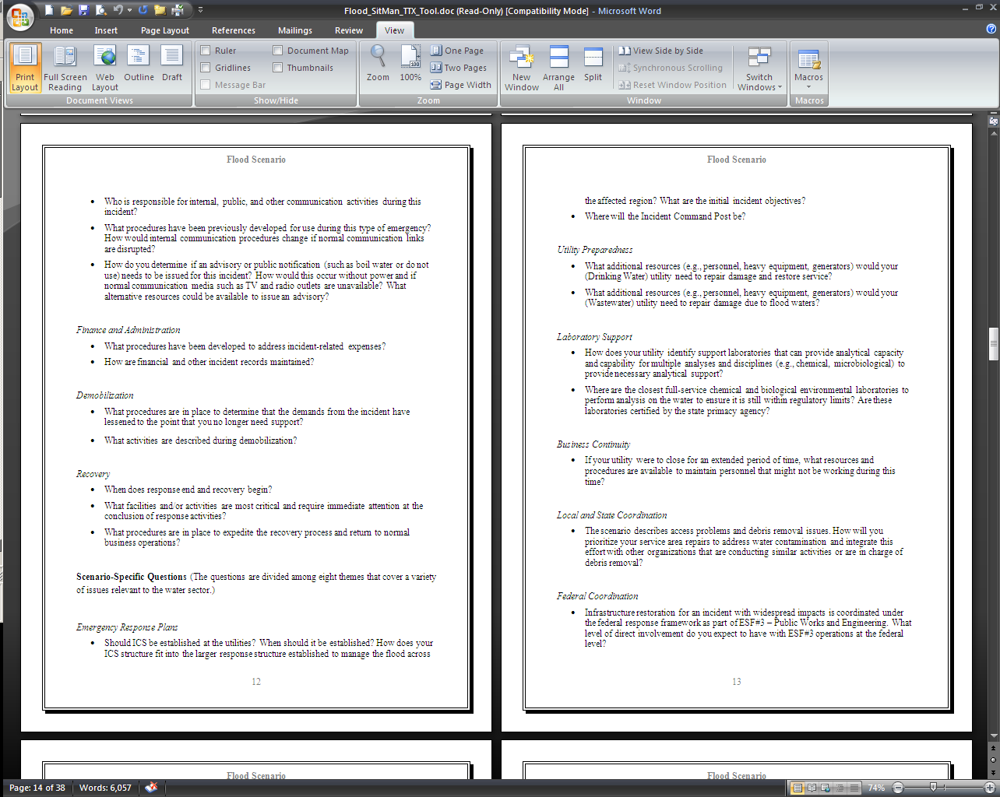 Flood_SitMan_TTX_Tool.doc (Read-Only) [Compatibility Mode] - Microsoft Word
Home Insert Page Layout References Mailings Review View
Print Layout
Full Screen Reading
Web Layout
Outline
Draft
Document Views
Ruler
Gridlines
Message Bar
Document Map
Thumbnails
Show/Hide
Zoom
100%
One Page
Two Pages
Page Width
Zoom
New Window
Arrange All
Split
View Side by Side
Synchronous Scrolling
Reset Window Position
Window
Switch Windows
Macros
Macros
Flood Scenario
• Who is responsible for internal, public, and other communication activities during this
incident?
• What procedures have been previously developed for use during this type of emergency?
How would internal communication procedures change if normal communication links
are disrupted?
• How do you determine if an advisory or public notification (such as boil water or do not
use) needs to be issued for this incident? How would this occur without power and if
normal communication media such as TV and radio outlets are unavailable? What
alternative resources could be available to issue an advisory?
Finance and Administration
• What procedures have been developed to address incident-related expenses?
• How are financial and other incident records maintained?
Demobilization
• What procedures are in place to determine that the demands from the incident have
lessened to the point that you no longer need support?
• What activities are described during demobilization?
Recovery
• When does response end and recovery begin?
• What facilities and/or activities are most critical and require immediate attention at the
conclusion of response activities?
• What procedures are in place to expedite the recovery process and return to normal
business operations?
Scenario-Specific Questions (The questions are divided among eight themes that cover a variety
of issues relevant to the water sector.)
Emergency Response Plans
• Should ICS be established at the utilities? When should it be established? How does your
ICS structure fit into the larger response structure established to manage the flood across
12
Flood Scenario
the affected region? What are the initial incident objectives?
• Where will the Incident Command Post be?
Utility Preparedness
• What additional resources (e.g., personnel, heavy equipment, generators) would your
(Drinking Water) utility need to repair damage and restore service?
• What additional resources (e.g., personnel, heavy equipment, generators) would your
(Wastewater) utility need to repair damage due to flood waters?
Laboratory Support
• How does your utility identify support laboratories that can provide analytical capacity
and capability for multiple analyses and disciplines (e.g., chemical, microbiological) to
provide necessary analytical support?
• Where are the closest full-service chemical and biological environmental laboratories to
perform analysis on the water to ensure it is still within regulatory limits? Are these
laboratories certified by the state primacy agency?
Business Continuity
• If your utility were to close for an extended period of time, what resources and
procedures are available to maintain personnel that might not be working during this
time?
Local and State Coordination
• The scenario describes access problems and debris removal issues. How will you
prioritize your service area repairs to address water contamination and integrate this
effort with other organizations that are conducting similar activities or are in charge of
debris removal?
Federal Coordination
• Infrastructure restoration for an incident with widespread impacts is coordinated under
the federal response framework as part of ESF#3 – Public Works and Engineering. What
level of direct involvement do you expect to have with ESF#3 operations at the federal
level?
13
Flood Scenario
Flood Scenario
Page: 14 of 38 Words: 6,057
74%